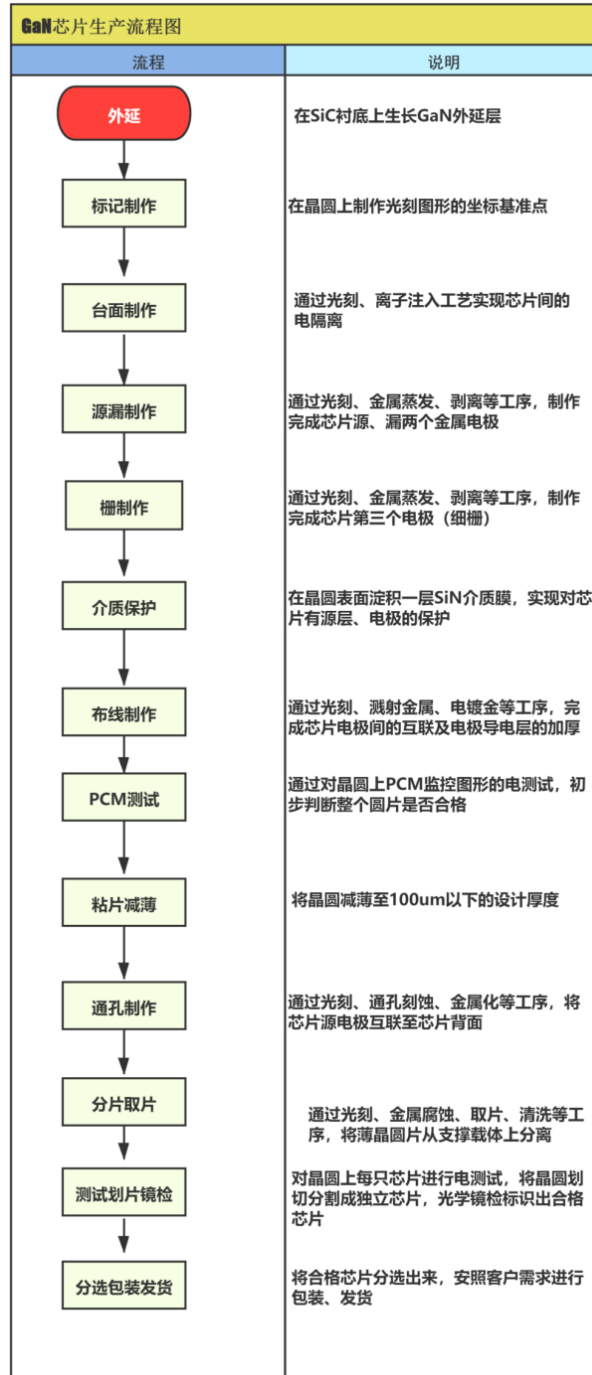 GaN芯片生产流程图
流程
说明
外延
在SiC衬底上生长GaN外延层
标记制作
在晶圆上制作光刻图形的坐标基准点
台面制作
通过光刻、离子注入工艺实现芯片间的
电隔离
源漏制作
通过光刻、金属蒸发、剥离等工序，制作
完成芯片源、漏两个金属电极
栅制作
通过光刻、金属蒸发、剥离等工序，制作
完成芯片第三个电极（细栅）
介质保护
在晶圆表面淀积一层SiN介质膜，实现对芯
片有源层、电极的保护
布线制作
通过光刻、溅射金属、电镀金等工序，完
成芯片电极间的互联及电极导电层的加厚
PCM测试
通过对晶圆上PCM监控图形的电测试，初
步判断整个圆片是否合格
粘片减薄
将晶圆减薄至100um以下的设计厚度
通孔制作
通过光刻、通孔刻蚀、金属化等工序，将
芯片源电极互联至芯片背面
分片取片
通过光刻、金属腐蚀、取片、清洗等工
序，将薄晶圆片从支撑载体上分离
测试划片镜检
对晶圆上每只芯片进行电测试，将晶圆划
切分割成独立芯片，光学镜检标识出合格
芯片
分选包装发货
将合格芯片分选出来，安照客户需求进行
包装、发货